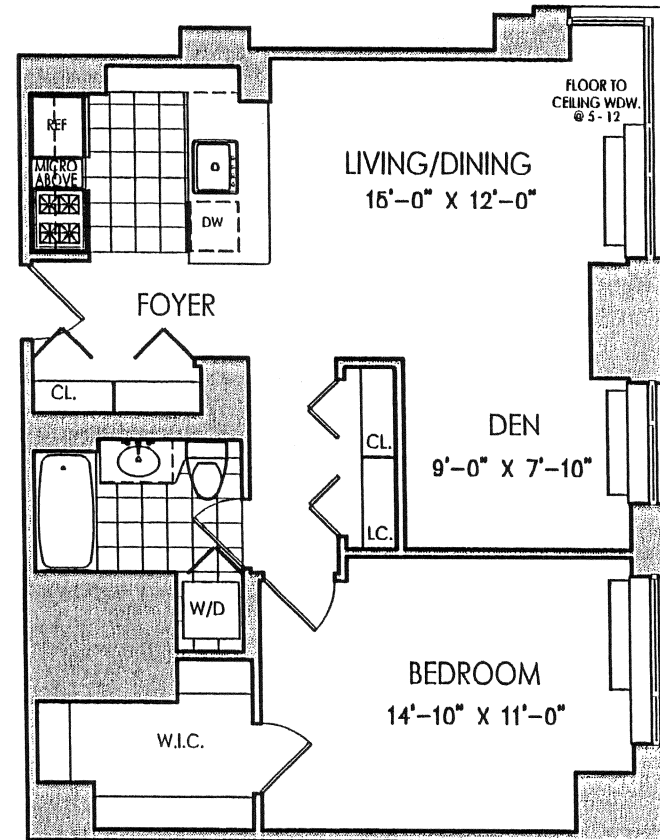 FLOOR TO
CEILING WDW.
@ 5 - 12
REF
MICRO
ABOVE
DW
LIVING/DINING
15'-0" X 12'-0"
FOYER
CL.
CL.
LC.
DEN
9'-0" X 7'-10"
W/D
BEDROOM
14'-10" X 11'-0"
W.I.C.